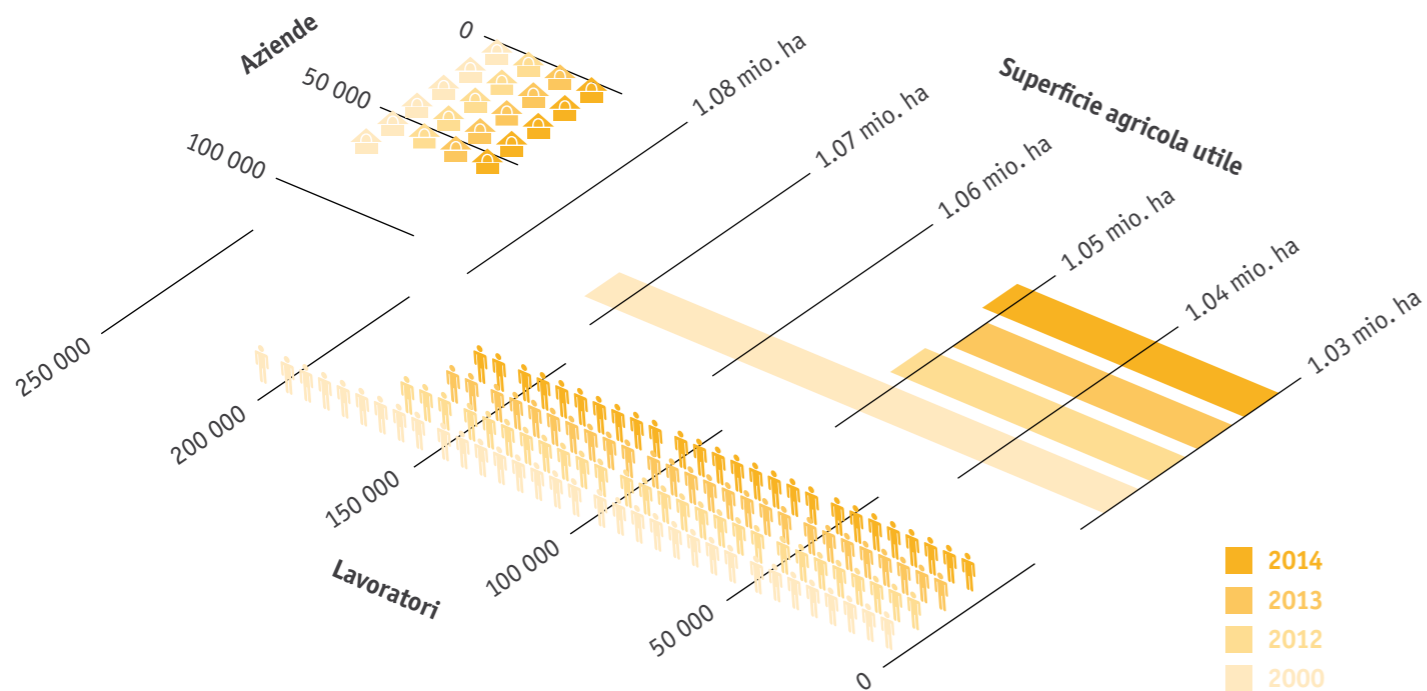 Aziende
0
50 000
100 000
Superficie agricola utile
1.08 mio. ha
1.07 mio. ha
1.06 mio. ha
1.05 mio. ha
1.04 mio. ha
1.03 mio. ha
250 000
200 000
150 000
100 000
50 000
0
Lavoratori
2014
2013
2012
2000